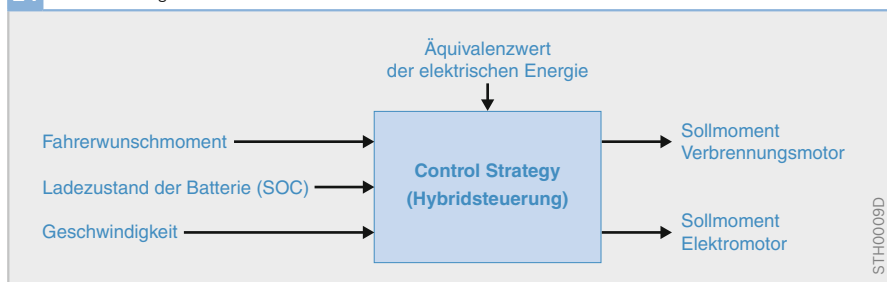 Äquivalenzwert
der elektrischen Energie
Fahrerwunschmoment
Ladezustand der Batterie (SOC)
Geschwindigkeit
Control Strategy
(Hybridsteuerung)
Sollmoment
Verbrennungsmotor
Sollmoment
Elektromotor
STH0009D